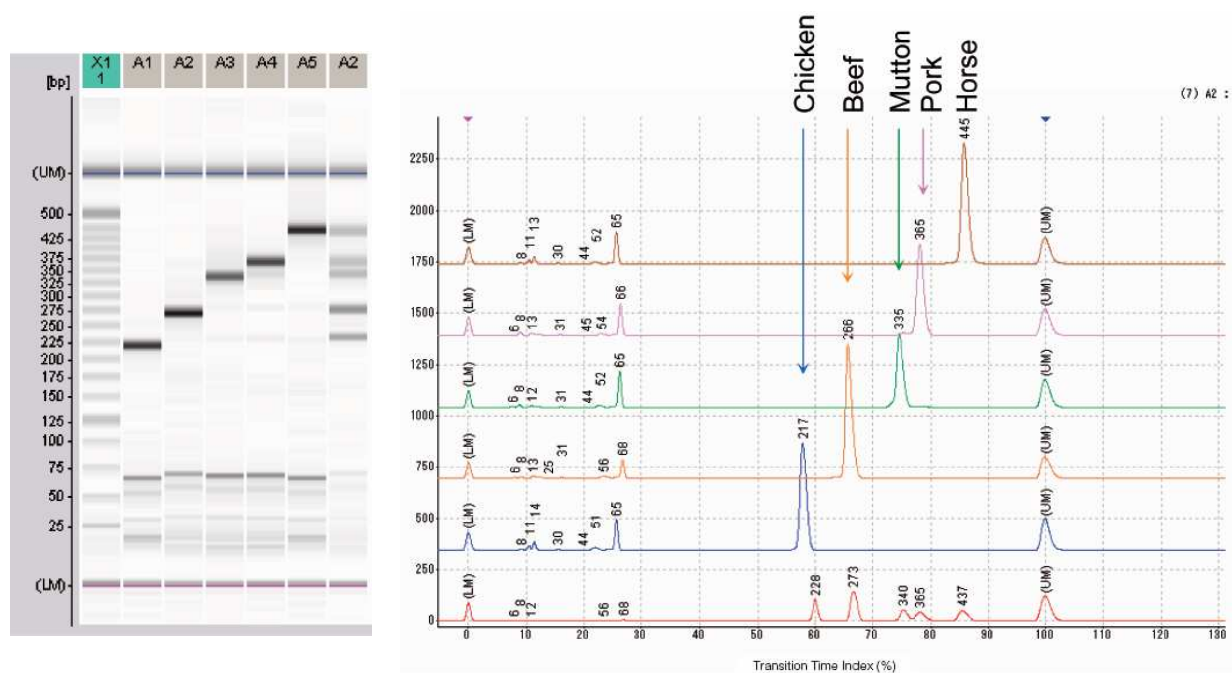 X1
1
A1
A2
A3
A4
A5
A2
[bp]
(UM)
500
425
375
350
325
300
275
250
225
200
175
150
125
100
75
50
25
(LM)
Chicken
Beef
Mutton
Pork
Horse
(7) A2 :
2250
2000
1750
1500
1250
1000
750
500
250
0
(LM) 8 11 13 30 44 52 65 445 (UM)
(LM) 6 8 13 31 45 54 66 365 (UM)
(LM) 6 8 12 31 44 52 65 335 (UM)
(LM) 6 8 13 25 31 56 68 266 (UM)
(LM) 8 11 14 30 44 51 65 217 (UM)
(LM) 6 8 12 56 68 228 273 340 365 437 (UM)
0 10 20 30 40 50 60 70 80 90 100 110 120 130
Transition Time Index (%)